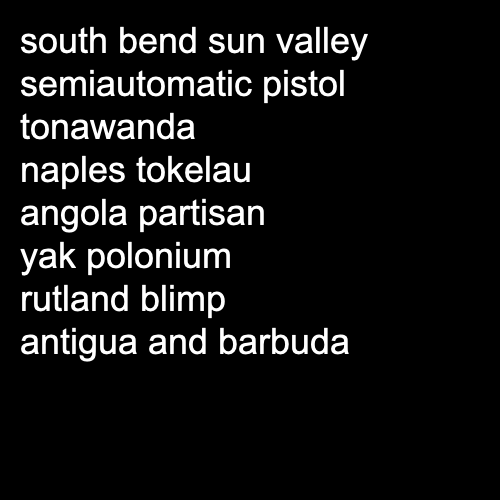 south bend sun valley
semiautomatic pistol
tonawanda
naples tokelau
angola partisan
yak polonium
rutland blimp
antigua and barbuda